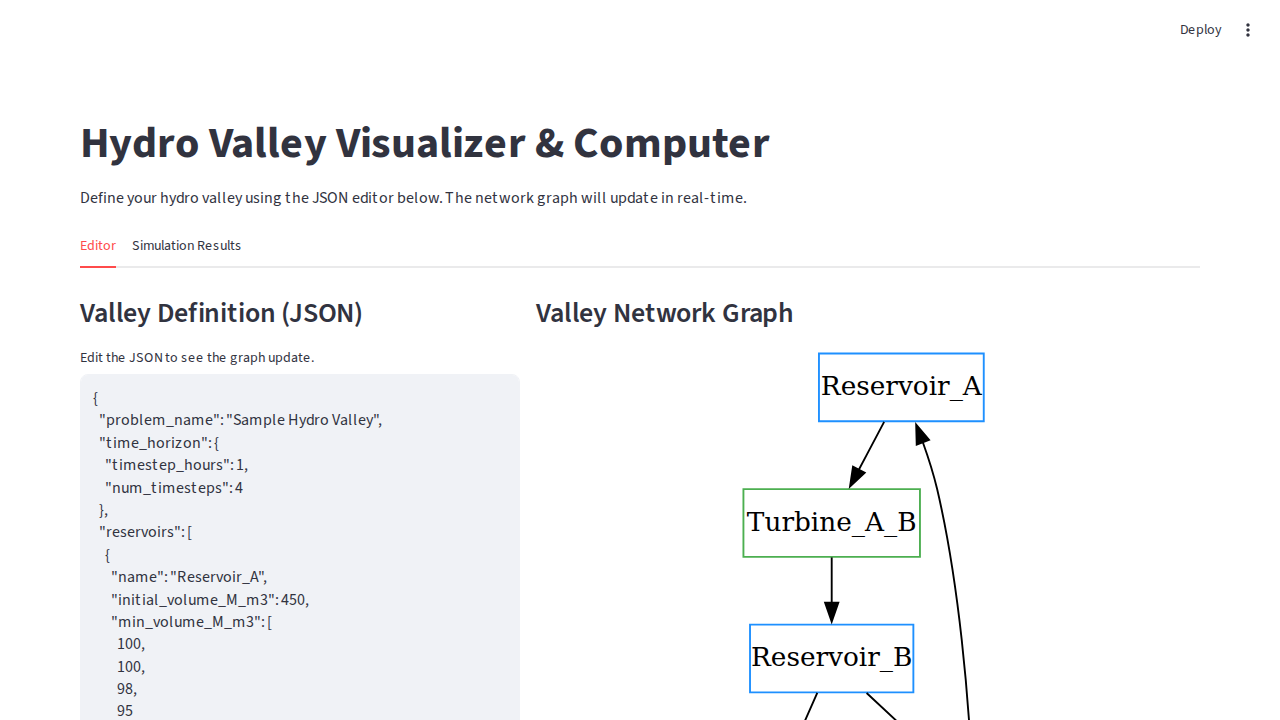 Deploy
Hydro Valley Visualizer & Computer
Define your hydro valley using the JSON editor below. The network graph will update in real-time.
Editor
Simulation Results
Valley Definition (JSON)
Valley Network Graph
Edit the JSON to see the graph update.
{
"problem_name": "Sample Hydro Valley",
"time_horizon": {
"timestep_hours": 1,
"num_timesteps": 4
},
"reservoirs": [
{
"name": "Reservoir_A",
"initial_volume_M_m3": 450,
"min_volume_M_m3": [
100,
100,
98,
95
Reservoir_A
Turbine_A_B
Reservoir_B